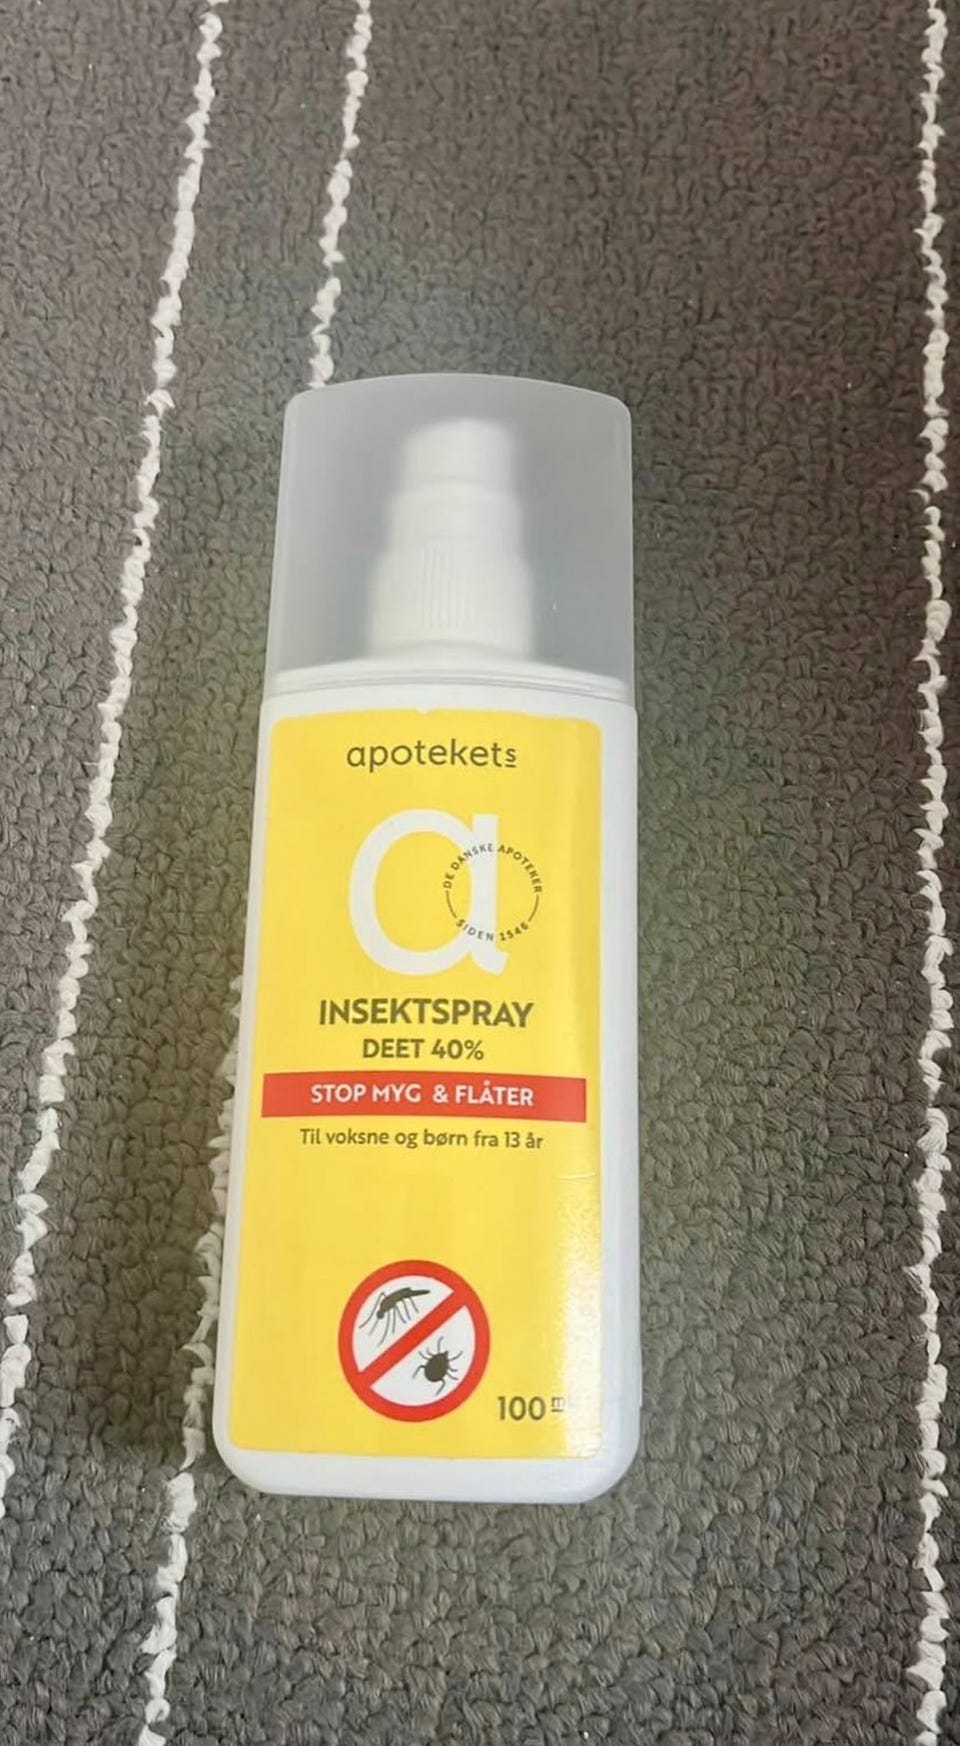 apotekets
a
DE DANSKE APOTEKER
SIDEN 1546
INSEKTSPRAY
DEET 40%
STOP MYG & FLÅTER
Til voksne og børn fra 13 år
100